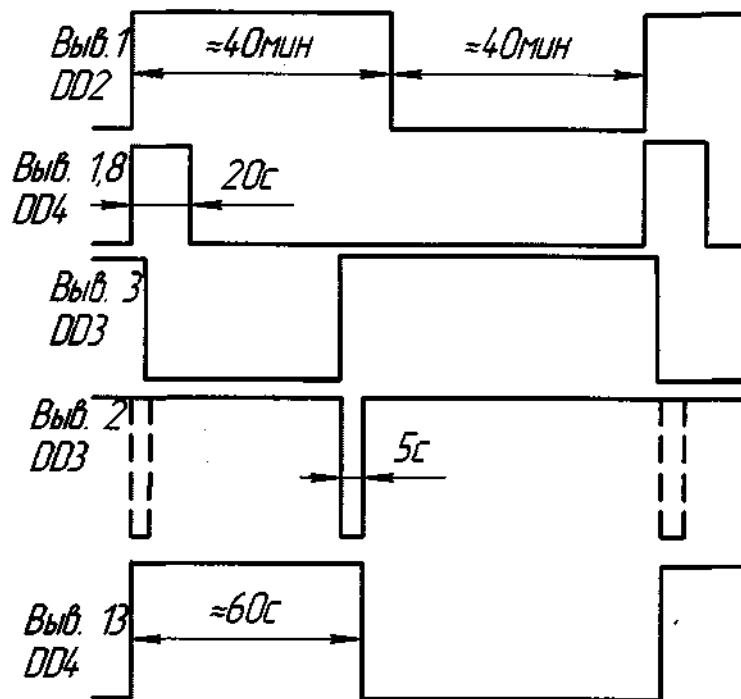 Выв. 1
DD2
≈40мин
≈40мин
Выв. 1,8
DD4
20с
Выв. 3
DD3
Выв. 2
DD3
5с
Выв. 13
DD4
≈60с